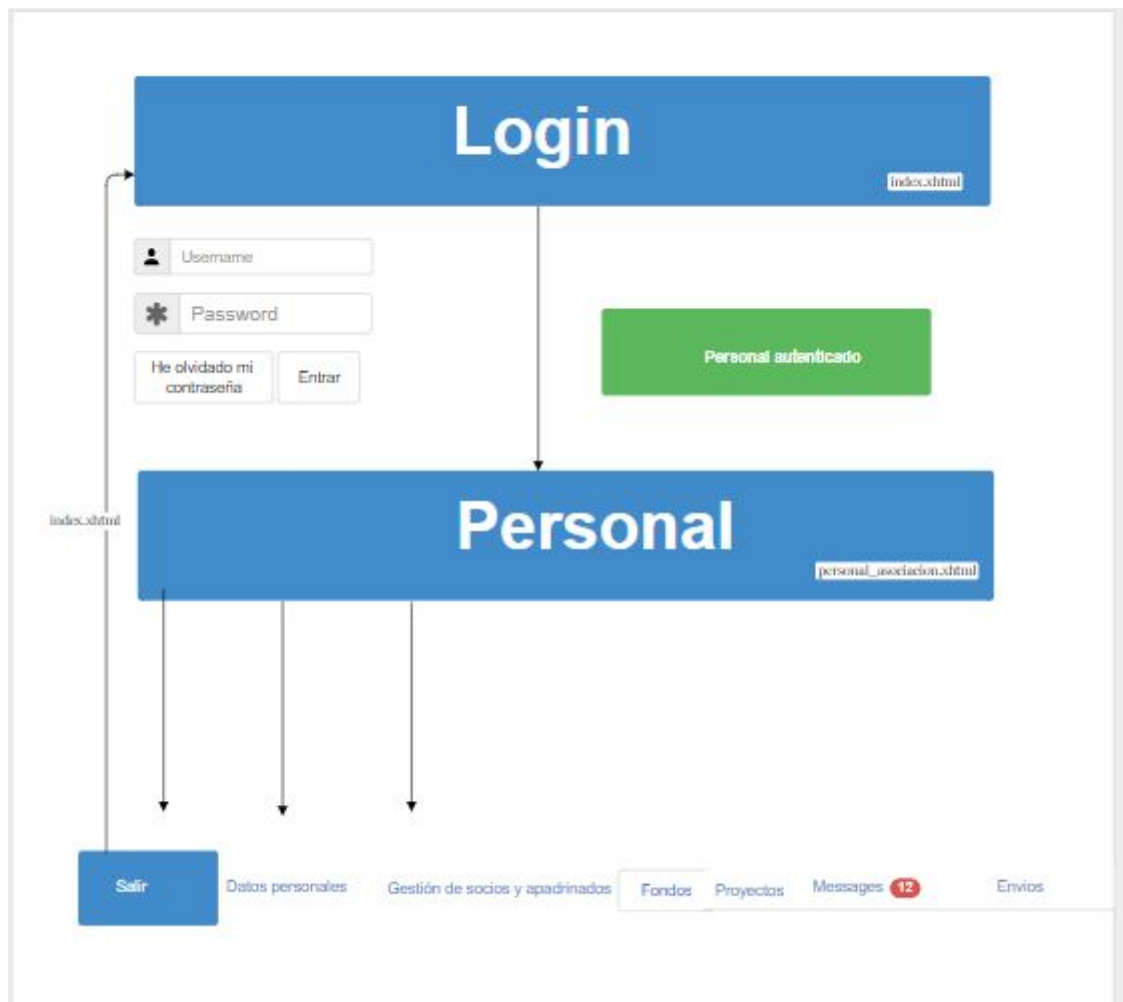 Login
index.xhtml
Username
Password
He olvidado mi
contraseña
Entrar
Personal autenticado
index.xhtml
Personal
personal_asociacion.xhtml
Salir
Datos personales
Gestión de socios y apadrinados
Fondos
Proyectos
Messages 12
Envios